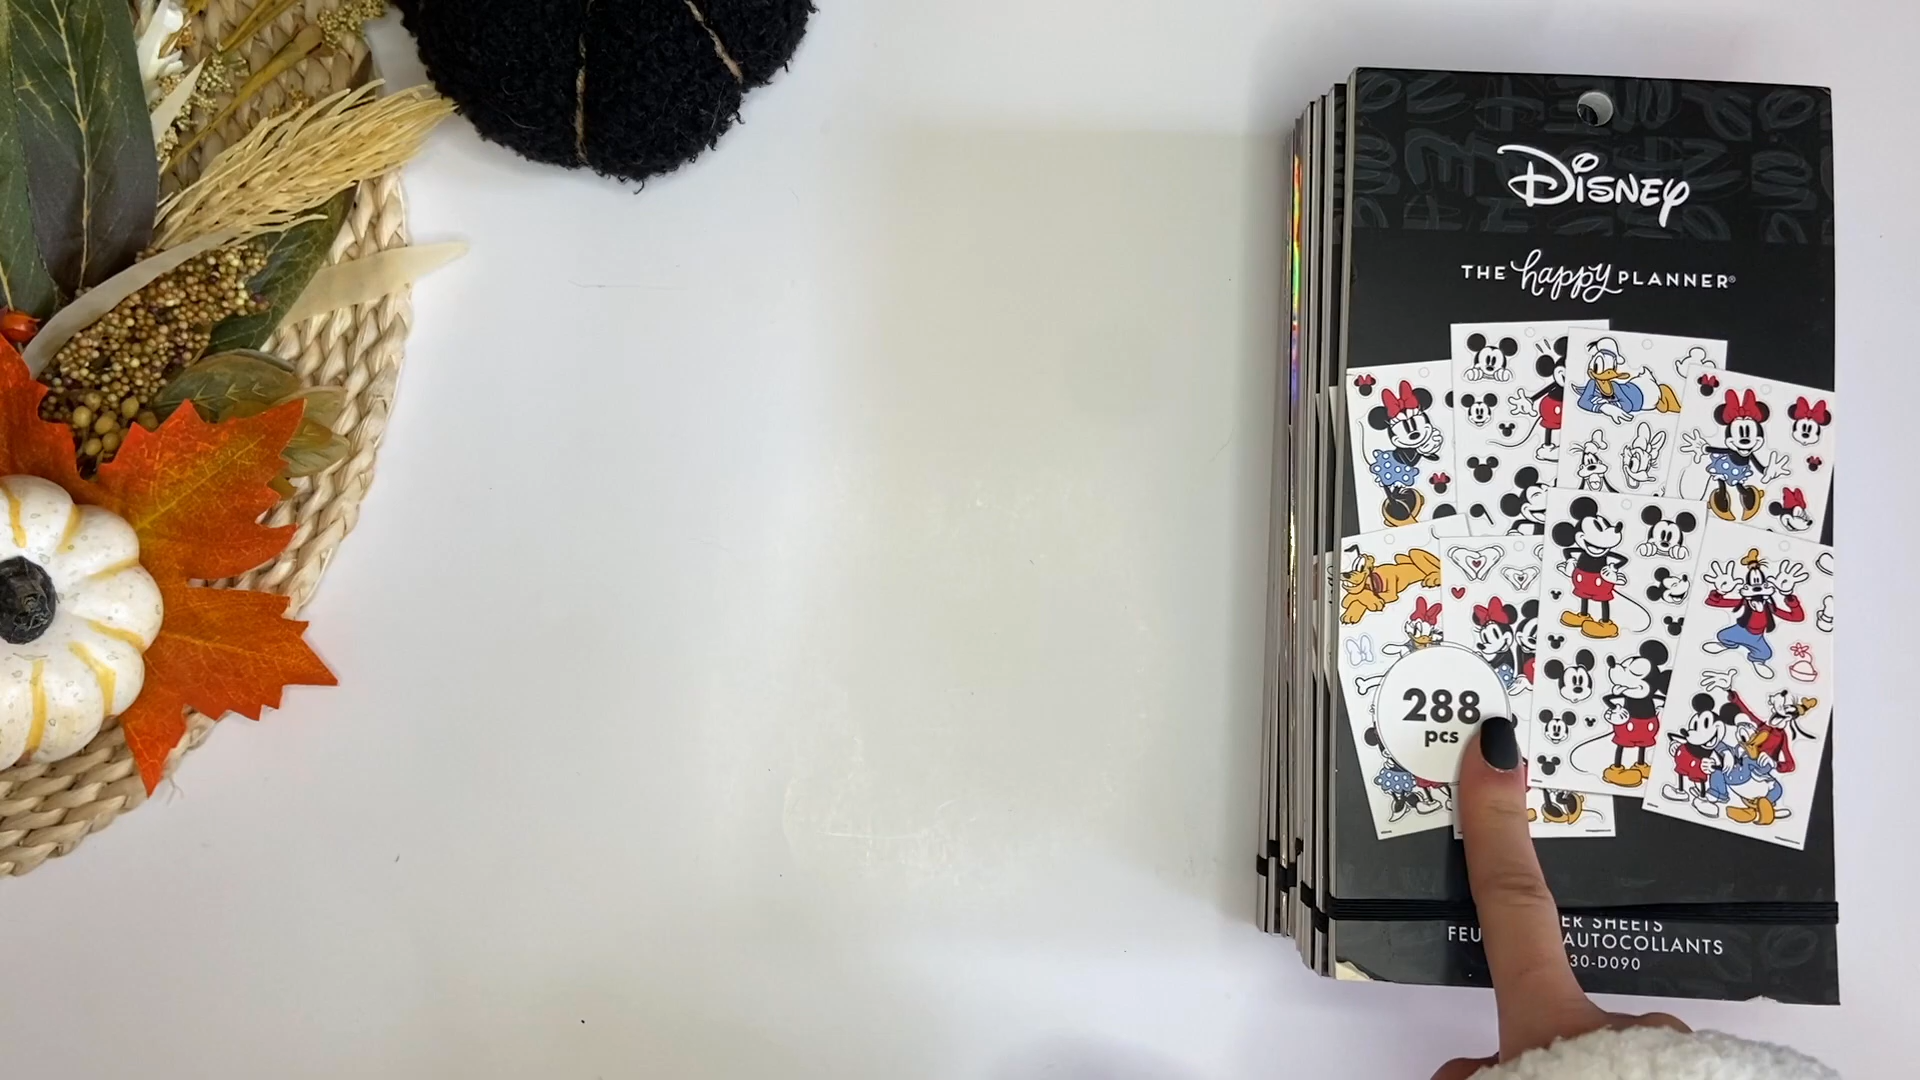 DISNEY
THE happy PLANNER®
288
pcs
ER SHEETS
FEU AUTOCOLLANTS
30-D090